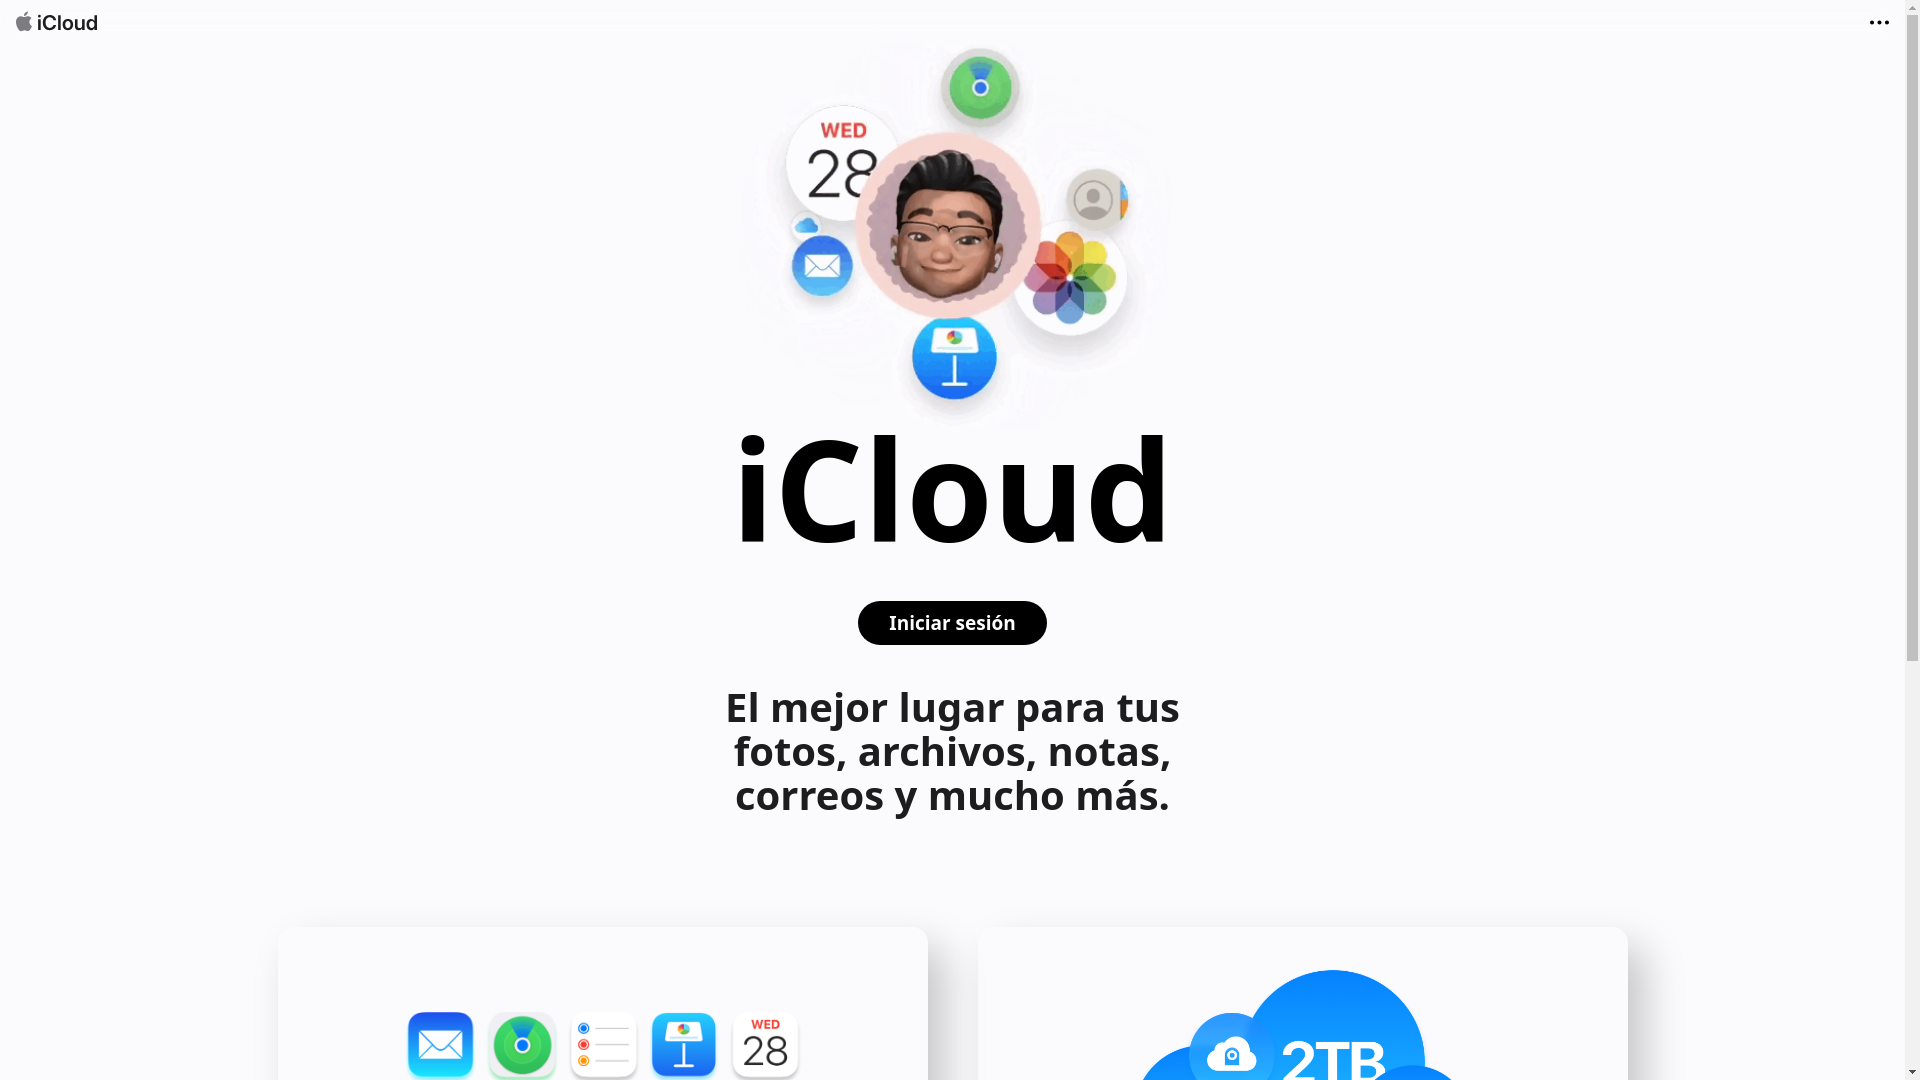 iCloud
WED
28
iCloud
Iniciar sesión
El mejor lugar para tus
fotos, archivos, notas,
correos y mucho más.
WED
28
2TB